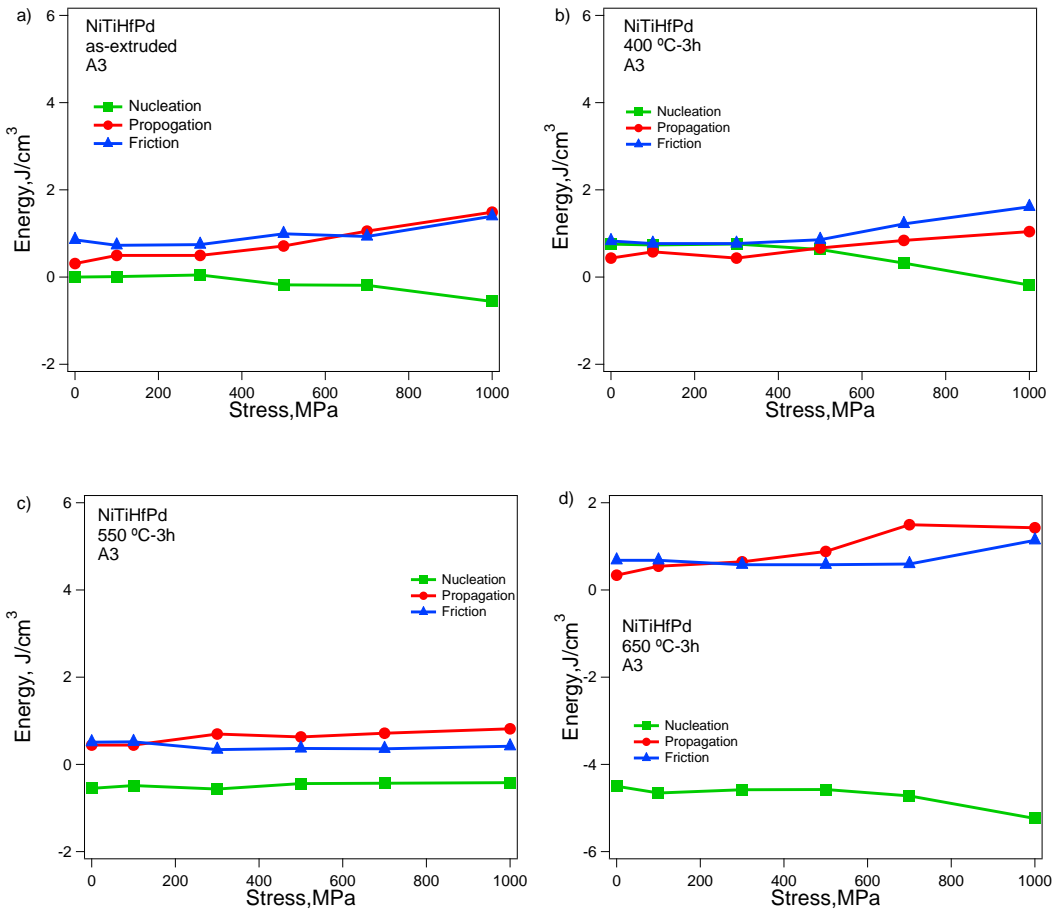 a)
NiTiHfPd
as-extruded
A3
Nucleation
Propogation
Friction
6
4
2
0
-2
Energy,J/cm³
0 200 400 600 800 1000
Stress,MPa
b)
NiTiHfPd
400 ºC-3h
A3
Nucleation
Propagation
Friction
6
4
2
0
-2
Energy,J/cm³
0 200 400 600 800 1000
Stress,MPa
c)
NiTiHfPd
550 ºC-3h
A3
Nucleation
Propagation
Friction
6
4
2
0
-2
Energy, J/cm³
0 200 400 600 800 1000
Stress,MPa
d)
NiTiHfPd
650 ºC-3h
A3
Nucleation
Propagation
Friction
2
0
-2
-4
-6
Energy,J/cm³
0 200 400 600 800 1000
Stress,MPa